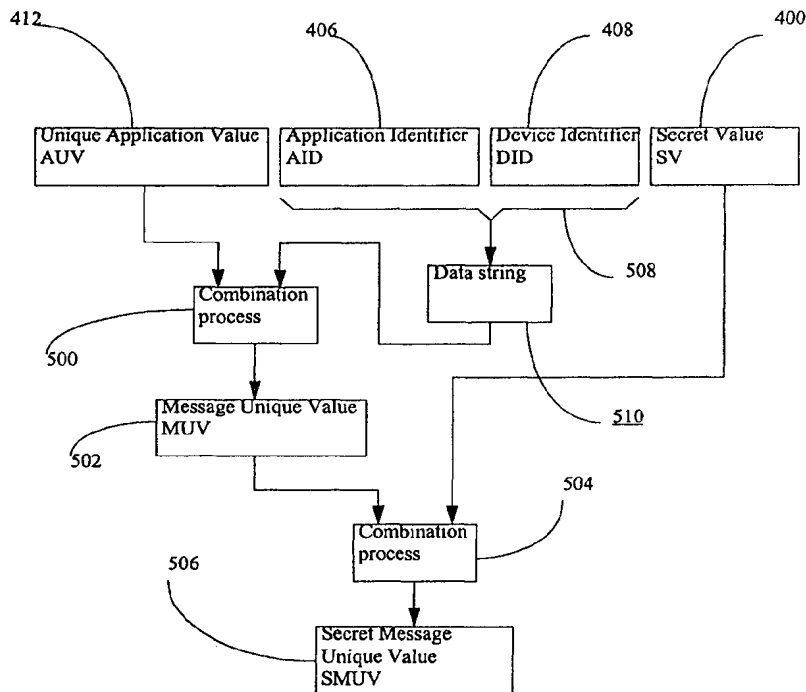 412
406
408
400
Unique Application Value
AUV
Application Identifier
AID
Device Identifier
DID
Secret Value
SV
508
Data string
Combination
process
500
510
Message Unique Value
MUV
502
504
Combination
process
506
Secret Message
Unique Value
SMUV